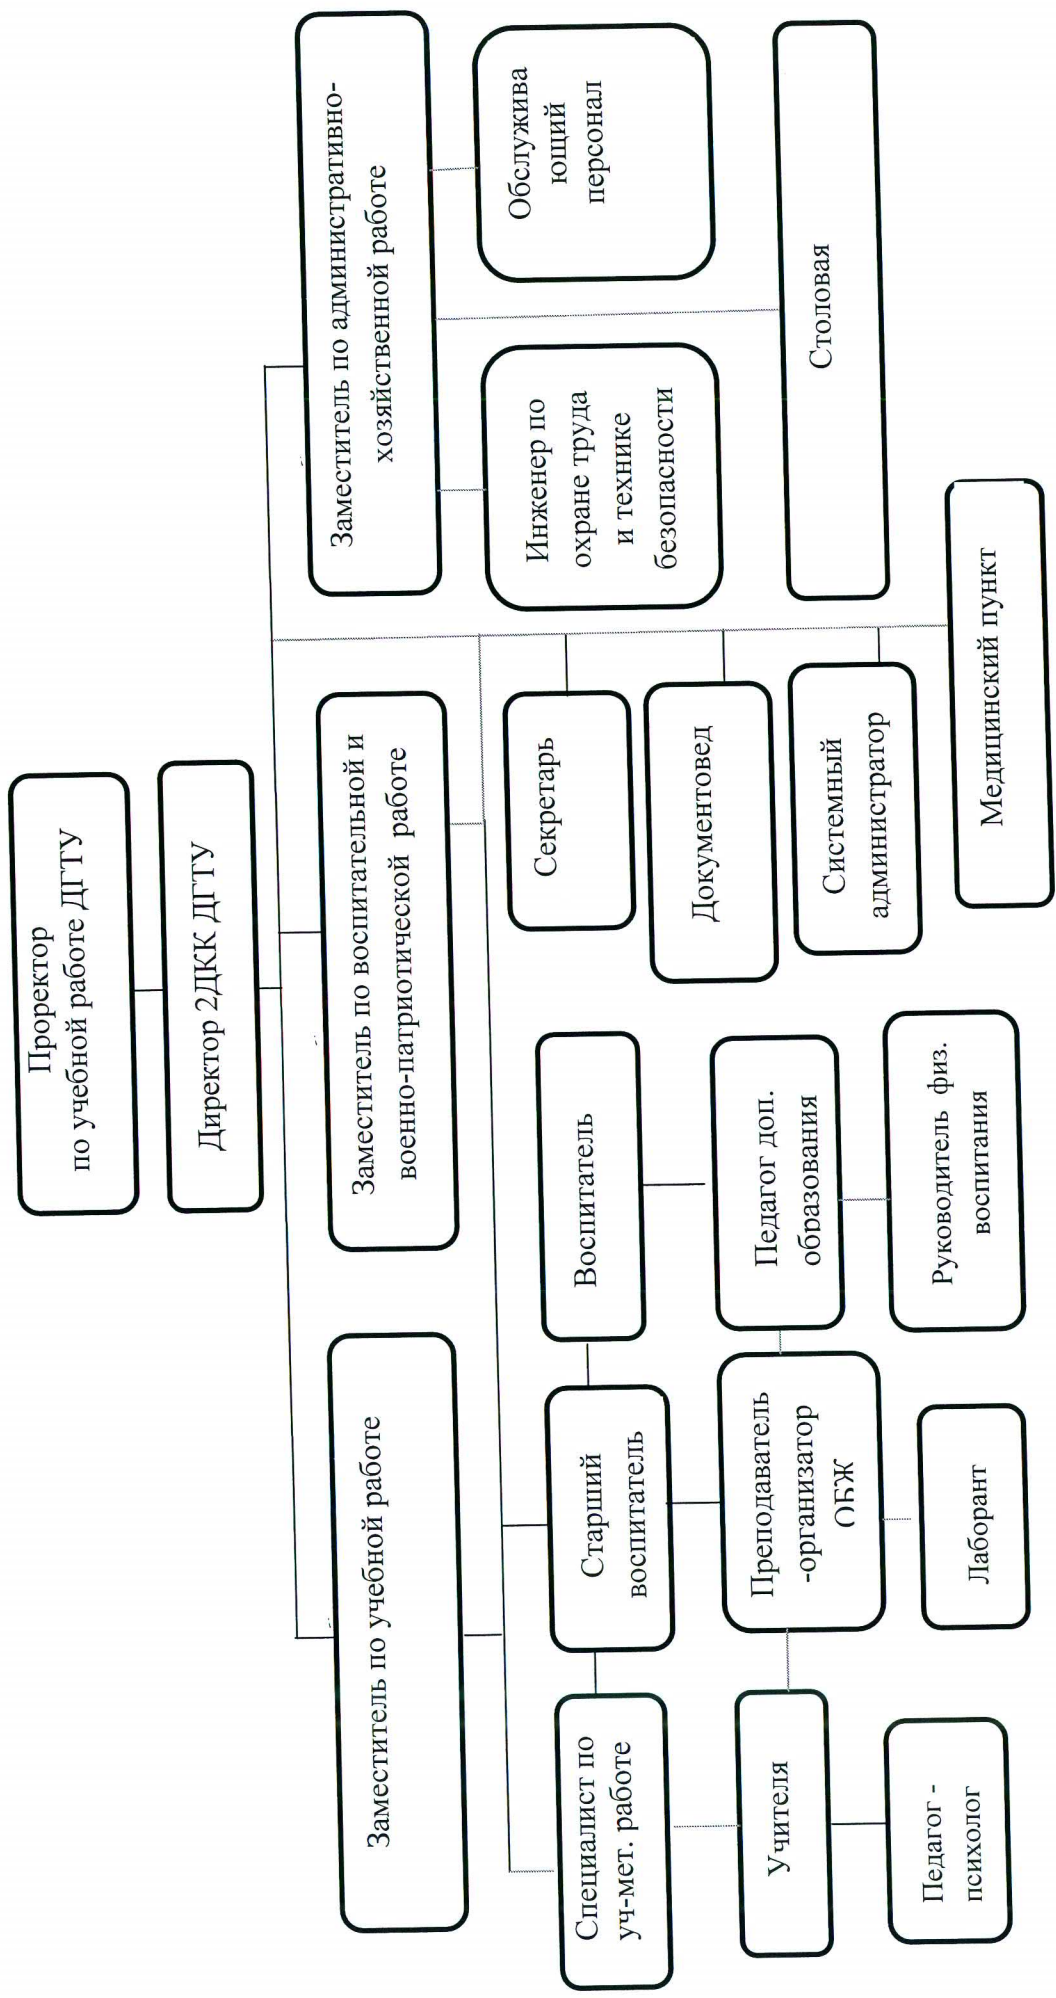 Проректор
по учебной работе ДГТУ
Директор 2ДКК ДГТУ
Заместитель по учебной работе
Заместитель по воспитательной и
военно-патриотической работе
Заместитель по административно-
хозяйственной работе
Специалист по
уч-мет. работе
Старший
воспитатель
Воспитатель
Секретарь
Инженер по
охране труда
и технике
безопасности
Обслужива
ющий
персонал
Учителя
Преподаватель
-организатор
ОБЖ
Педагог доп.
образования
Документовед
Столовая
Педагог -
психолог
Лаборант
Руководитель физ.
воспитания
Системный
администратор
Медицинский пункт